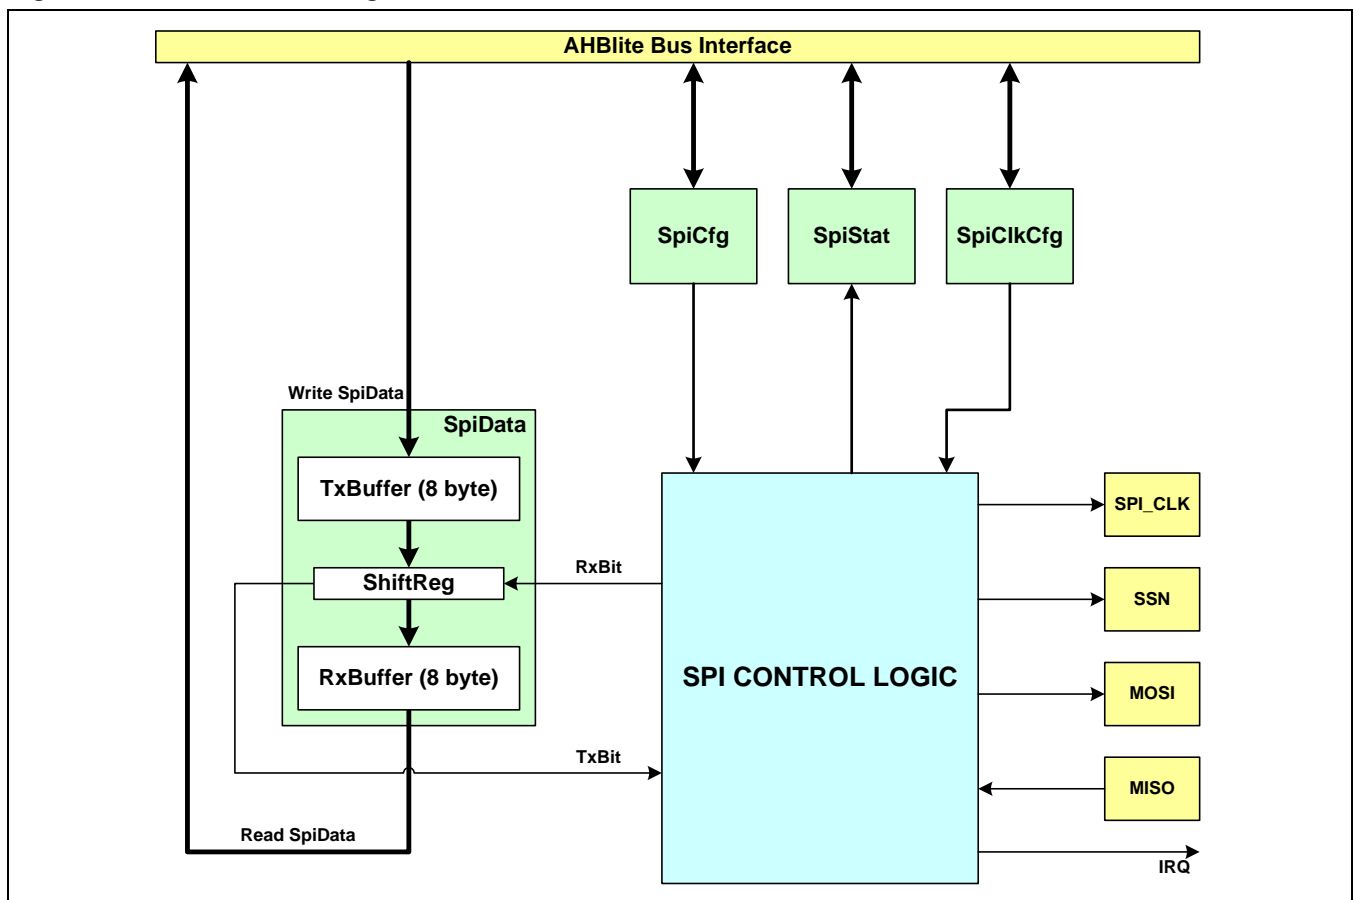 AHBlite Bus Interface
SpiCfg
SpiStat
SpiClkCfg
Write SpiData
SpiData
TxBuffer (8 byte)
ShiftReg
RxBuffer (8 byte)
RxBit
TxBit
Read SpiData
SPI CONTROL LOGIC
SPI_CLK
SSN
MOSI
MISO
IRQ